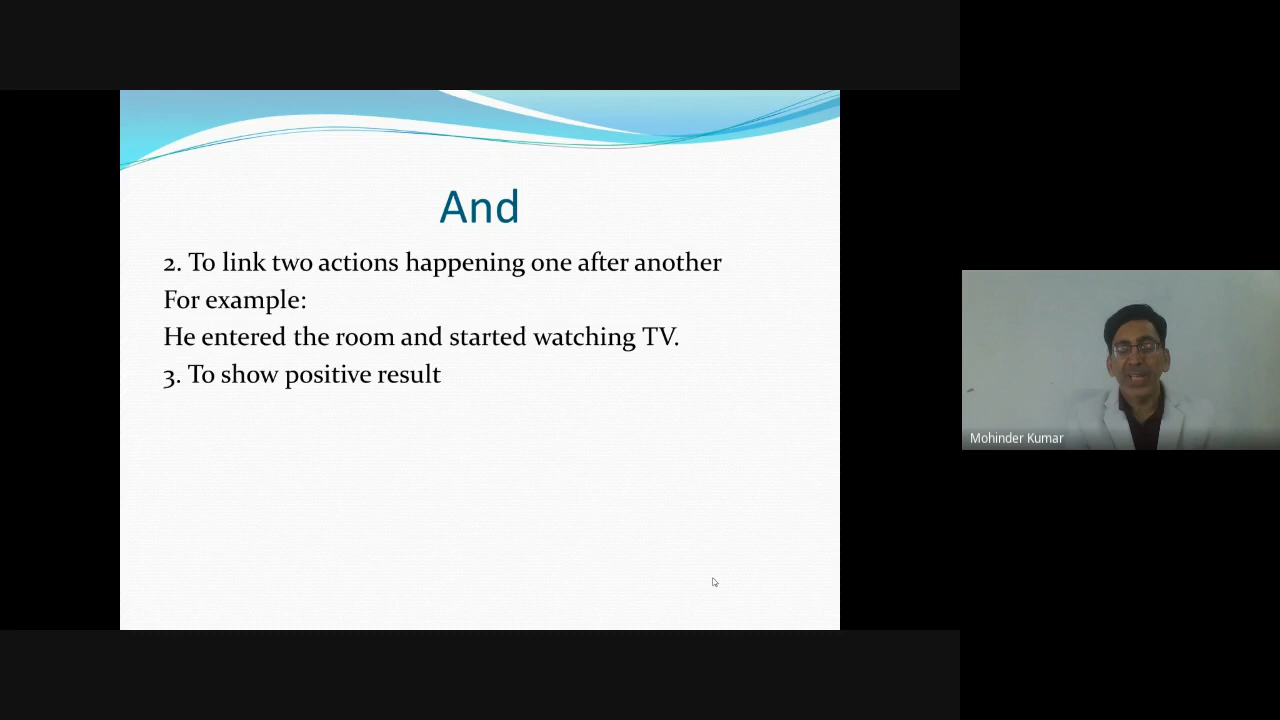 And
2. To link two actions happening one after another
For example:
He entered the room and started watching TV.
3. To show positive result
Mohinder Kumar